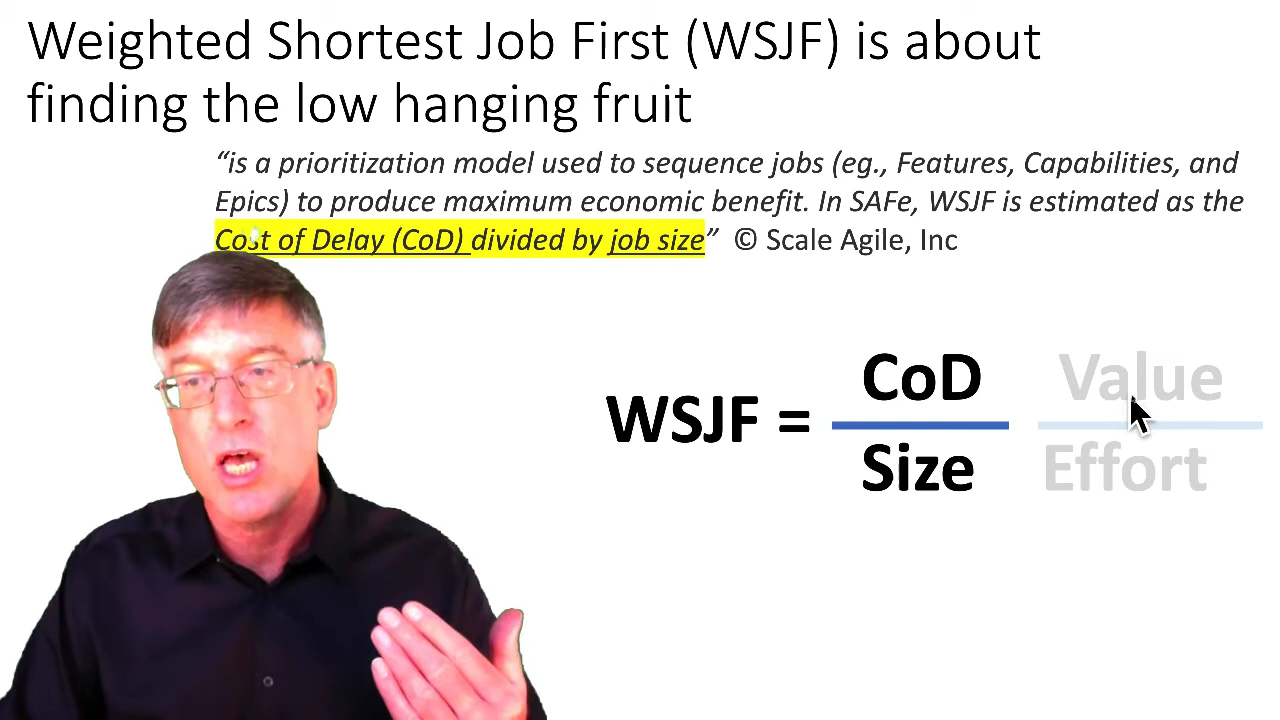 Weighted Shortest Job First (WSJF) is about
finding the low hanging fruit
“is a prioritization model used to sequence jobs (eg., Features, Capabilities, and
Epics) to produce maximum economic benefit. In SAFe, WSJF is estimated as the
Cost of Delay (CoD) divided by job size”  © Scale Agile, Inc
WSJF =
CoD
Size
Value
Effort